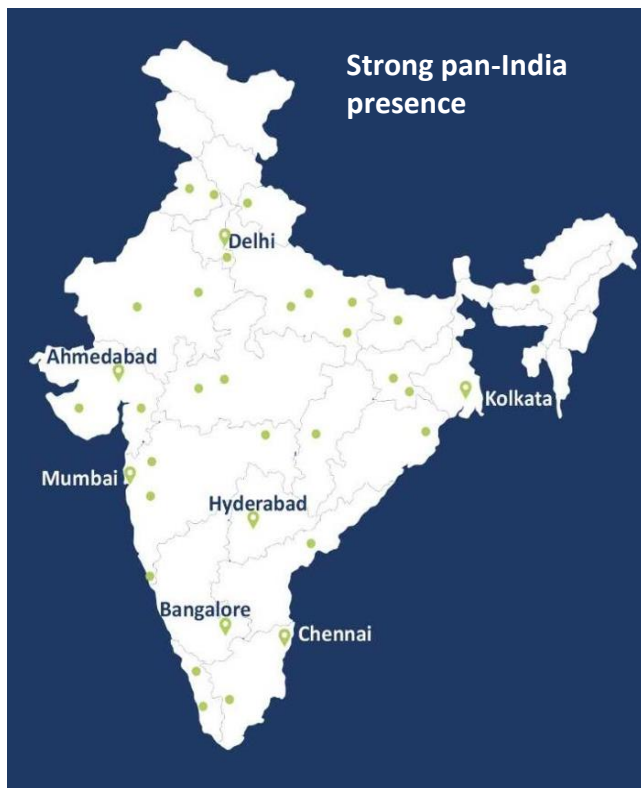 Strong pan-India
presence
Delhi
Ahmedabad
Kolkata
Mumbai
Hyderabad
Bangalore
Chennai